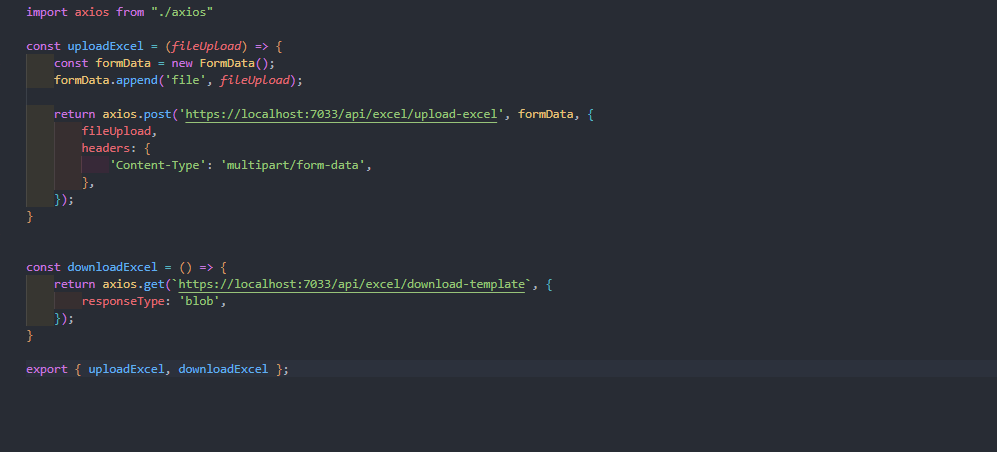 import axios from "./axios"
const uploadExcel = (fileUpload) => {
const formData = new FormData();
formData.append('file', fileUpload);
return axios.post('https://localhost:7033/api/excel/upload-excel', formData, {
fileUpload,
headers: {
'Content-Type': 'multipart/form-data',
},
});
}
const downloadExcel = () => {
return axios.get(`https://localhost:7033/api/excel/download-template`, {
responseType: 'blob',
});
}
export { uploadExcel, downloadExcel };